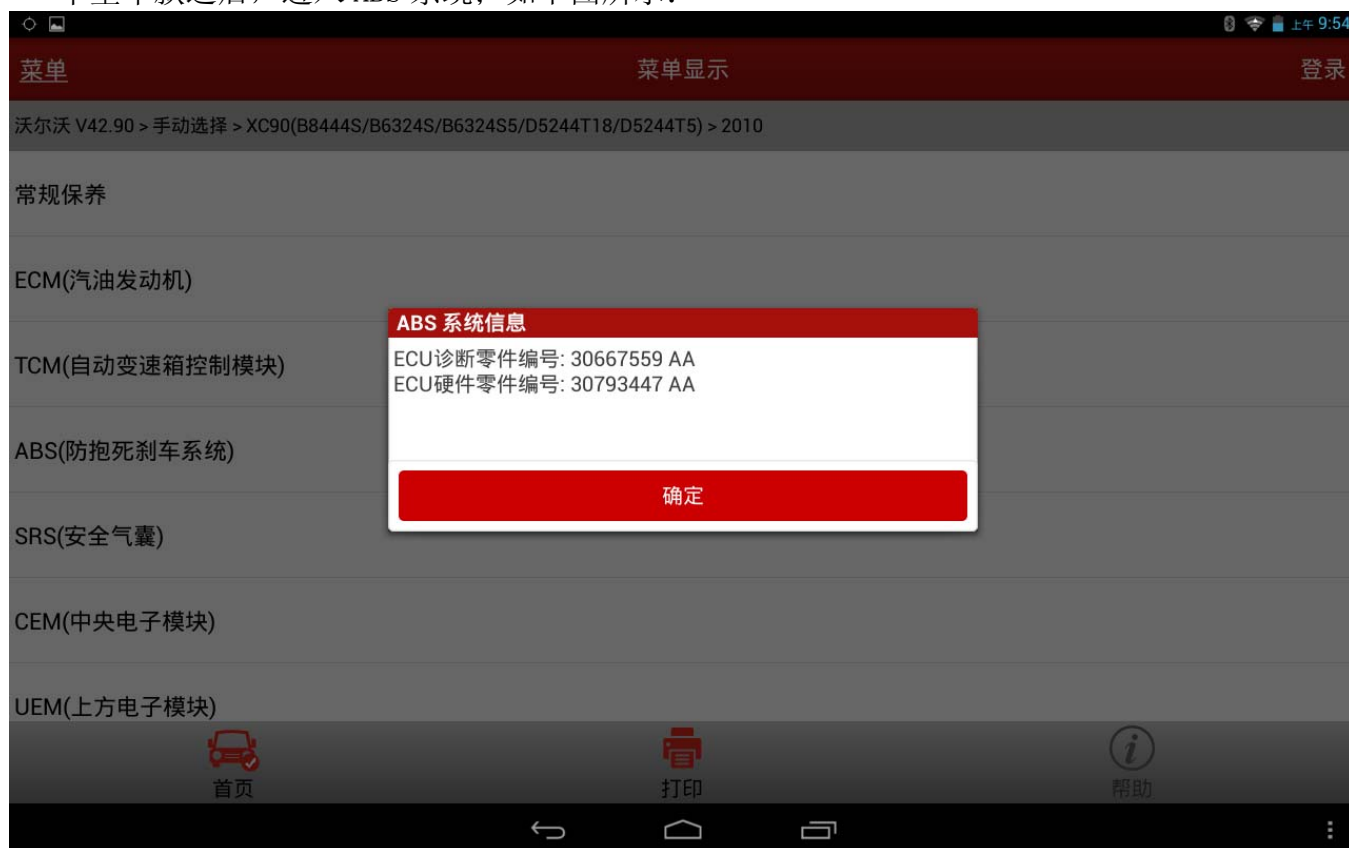 上午 9:54
菜单
菜单显示
登录
沃尔沃 V42.90 > 手动选择 > XC90(B8444S/B6324S/B6324S5/D5244T18/D5244T5) > 2010
常规保养
ECM(汽油发动机)
TCM(自动变速箱控制模块)
ABS(防抱死刹车系统)
SRS(安全气囊)
CEM(中央电子模块)
UEM(上方电子模块)
ABS 系统信息
ECU诊断零件编号: 30667559 AA
ECU硬件零件编号: 30793447 AA
确定
首页
打印
帮助